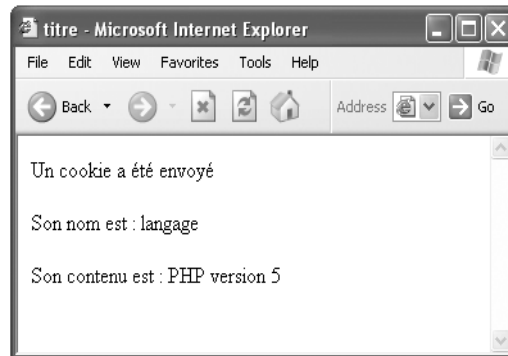 titre - Microsoft Internet Explorer
File Edit View Favorites Tools Help
Back Address Go
Un cookie a été envoyé
Son nom est : langage
Son contenu est : PHP version 5